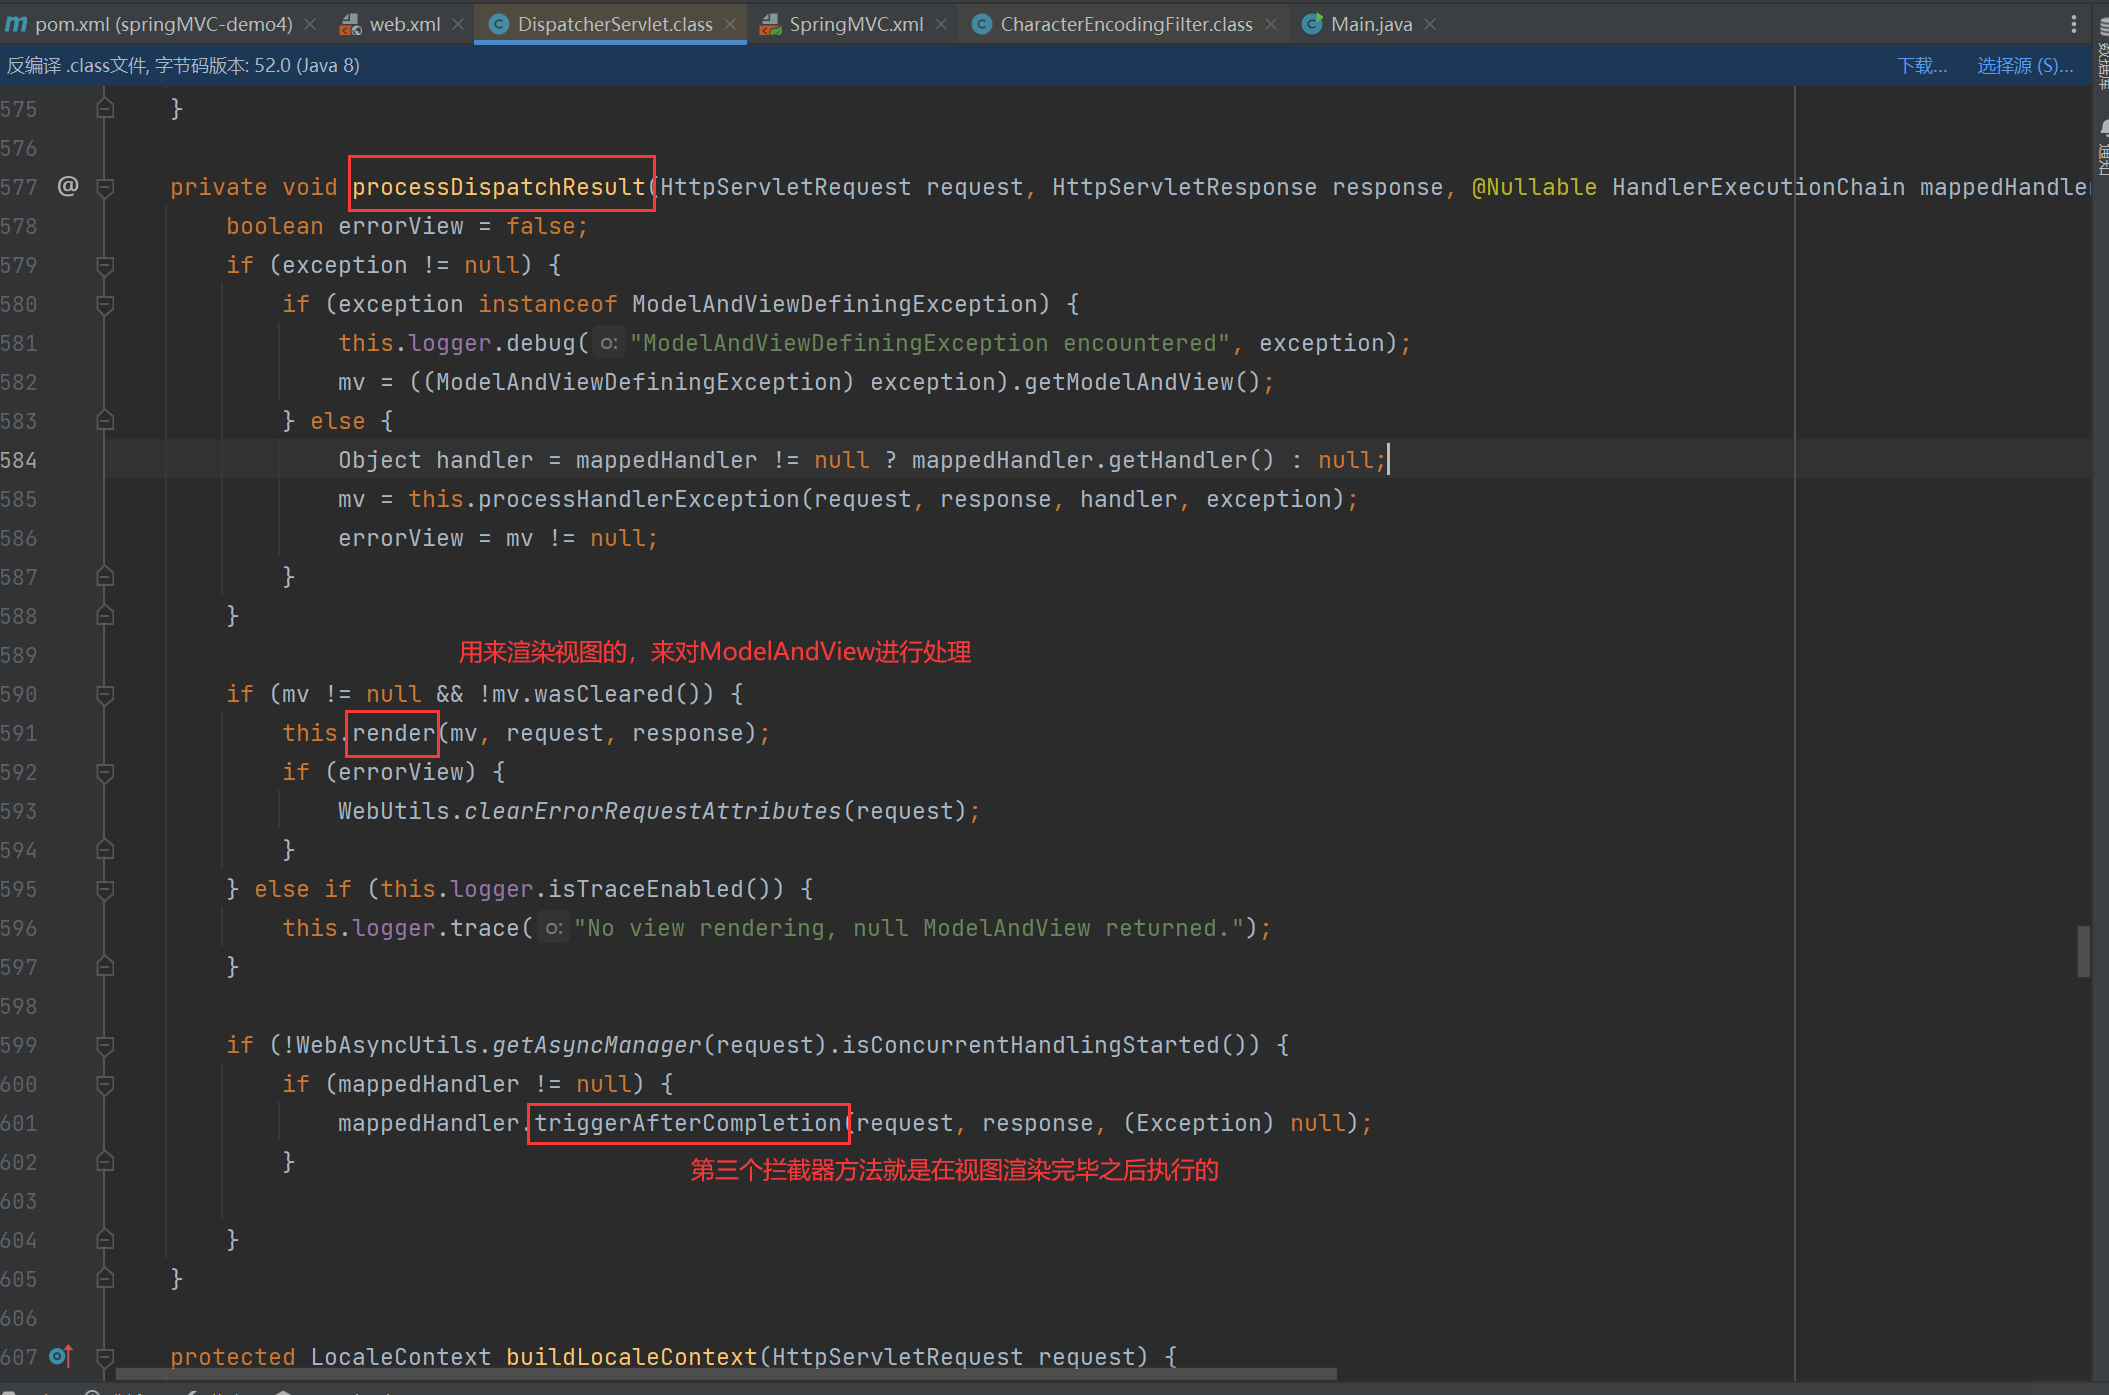 pom.xml (springMVC-demo4) web.xml DispatcherServlet.class SpringMVC.xml CharacterEncodingFilter.class Main.java
反编译 .class文件, 字节码版本: 52.0 (Java 8) 下载... 选择源 (S)...
575 }
576
577 @ private void processDispatchResult(HttpServletRequest request, HttpServletResponse response, @Nullable HandlerExecutionChain mappedHandler
578 boolean errorView = false;
579 if (exception != null) {
580 if (exception instanceof ModelAndViewDefiningException) {
581 this.logger.debug( o: "ModelAndViewDefiningException encountered", exception);
582 mv = ((ModelAndViewDefiningException) exception).getModelAndView();
583 } else {
584 Object handler = mappedHandler != null ? mappedHandler.getHandler() : null;
585 mv = this.processHandlerException(request, response, handler, exception);
586 errorView = mv != null;
587 }
588 }
589 用来渲染视图的，来对ModelAndView进行处理
590 if (mv != null && !mv.wasCleared()) {
591 this.render(mv, request, response);
592 if (errorView) {
593 WebUtils.clearErrorRequestAttributes(request);
594 }
595 } else if (this.logger.isTraceEnabled()) {
596 this.logger.trace( o: "No view rendering, null ModelAndView returned.");
597 }
598
599 if (!WebAsyncUtils.getAsyncManager(request).isConcurrentHandlingStarted()) {
600 if (mappedHandler != null) {
601 mappedHandler.triggerAfterCompletion(request, response, (Exception) null);
602 }
第三个拦截器方法就是在视图渲染完毕之后执行的
603
604 }
605 }
606
607 protected LocaleContext buildLocaleContext(HttpServletRequest request) {
数据库